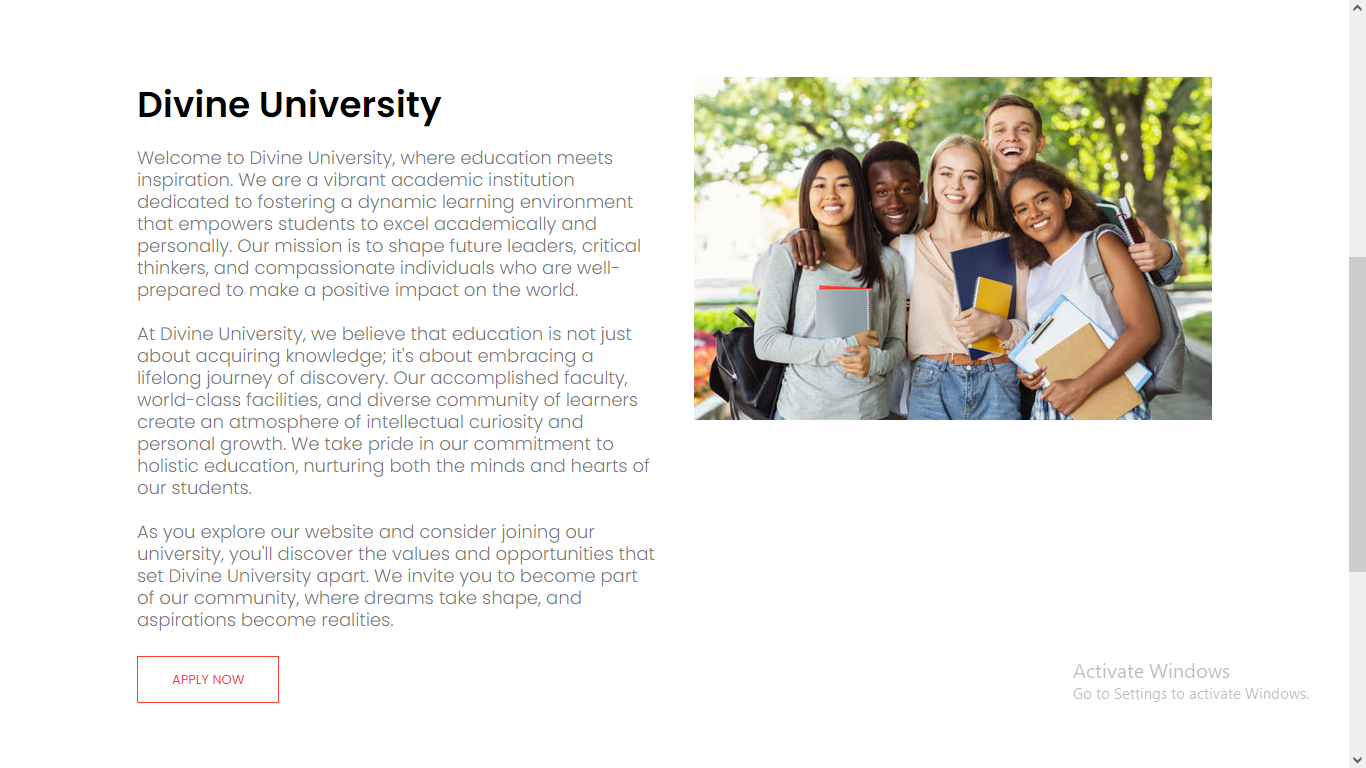 Divine University
Welcome to Divine University, where education meets
inspiration. We are a vibrant academic institution
dedicated to fostering a dynamic learning environment
that empowers students to excel academically and
personally. Our mission is to shape future leaders, critical
thinkers, and compassionate individuals who are well-
prepared to make a positive impact on the world.
At Divine University, we believe that education is not just
about acquiring knowledge; it's about embracing a
lifelong journey of discovery. Our accomplished faculty,
world-class facilities, and diverse community of learners
create an atmosphere of intellectual curiosity and
personal growth. We take pride in our commitment to
holistic education, nurturing both the minds and hearts of
our students.
As you explore our website and consider joining our
university, you'll discover the values and opportunities that
set Divine University apart. We invite you to become part
of our community, where dreams take shape, and
aspirations become realities.
APPLY NOW
Activate Windows
Go to Settings to activate Windows.